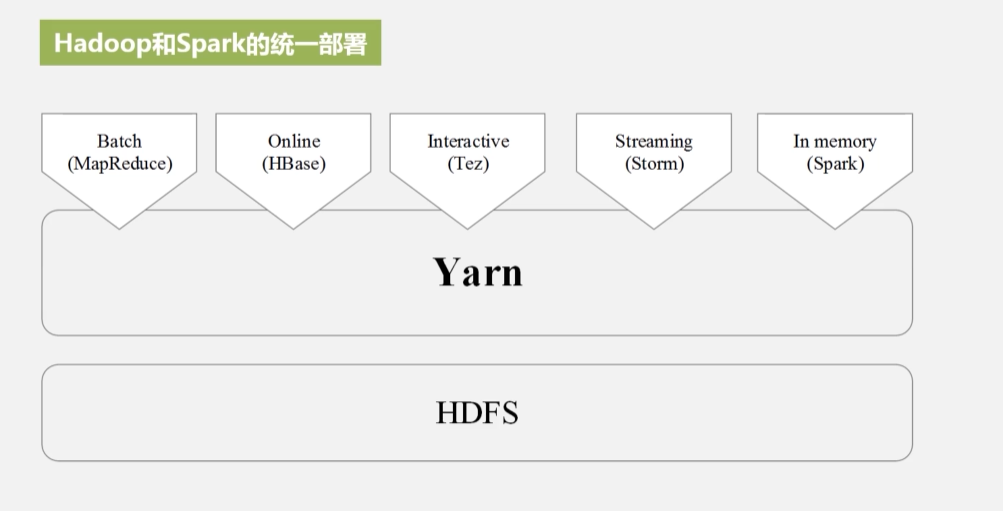 Hadoop和Spark的统一部署
Batch
(MapReduce)
Online
(HBase)
Interactive
(Tez)
Streaming
(Storm)
In memory
(Spark)
Yarn
HDFS